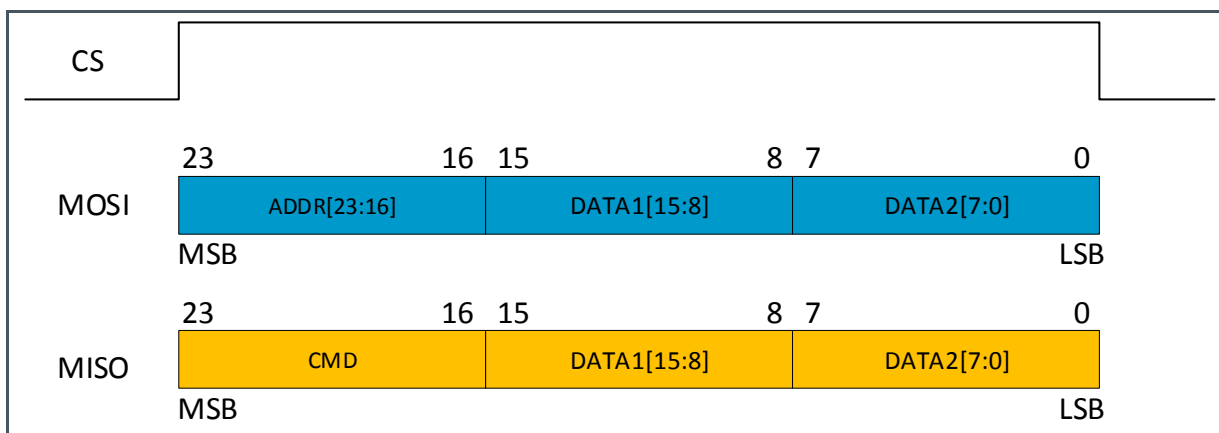 CS
23 16 15 8 7 0
MOSI ADDR[23:16] DATA1[15:8] DATA2[7:0]
MSB LSB
23 16 15 8 7 0
MISO CMD DATA1[15:8] DATA2[7:0]
MSB LSB